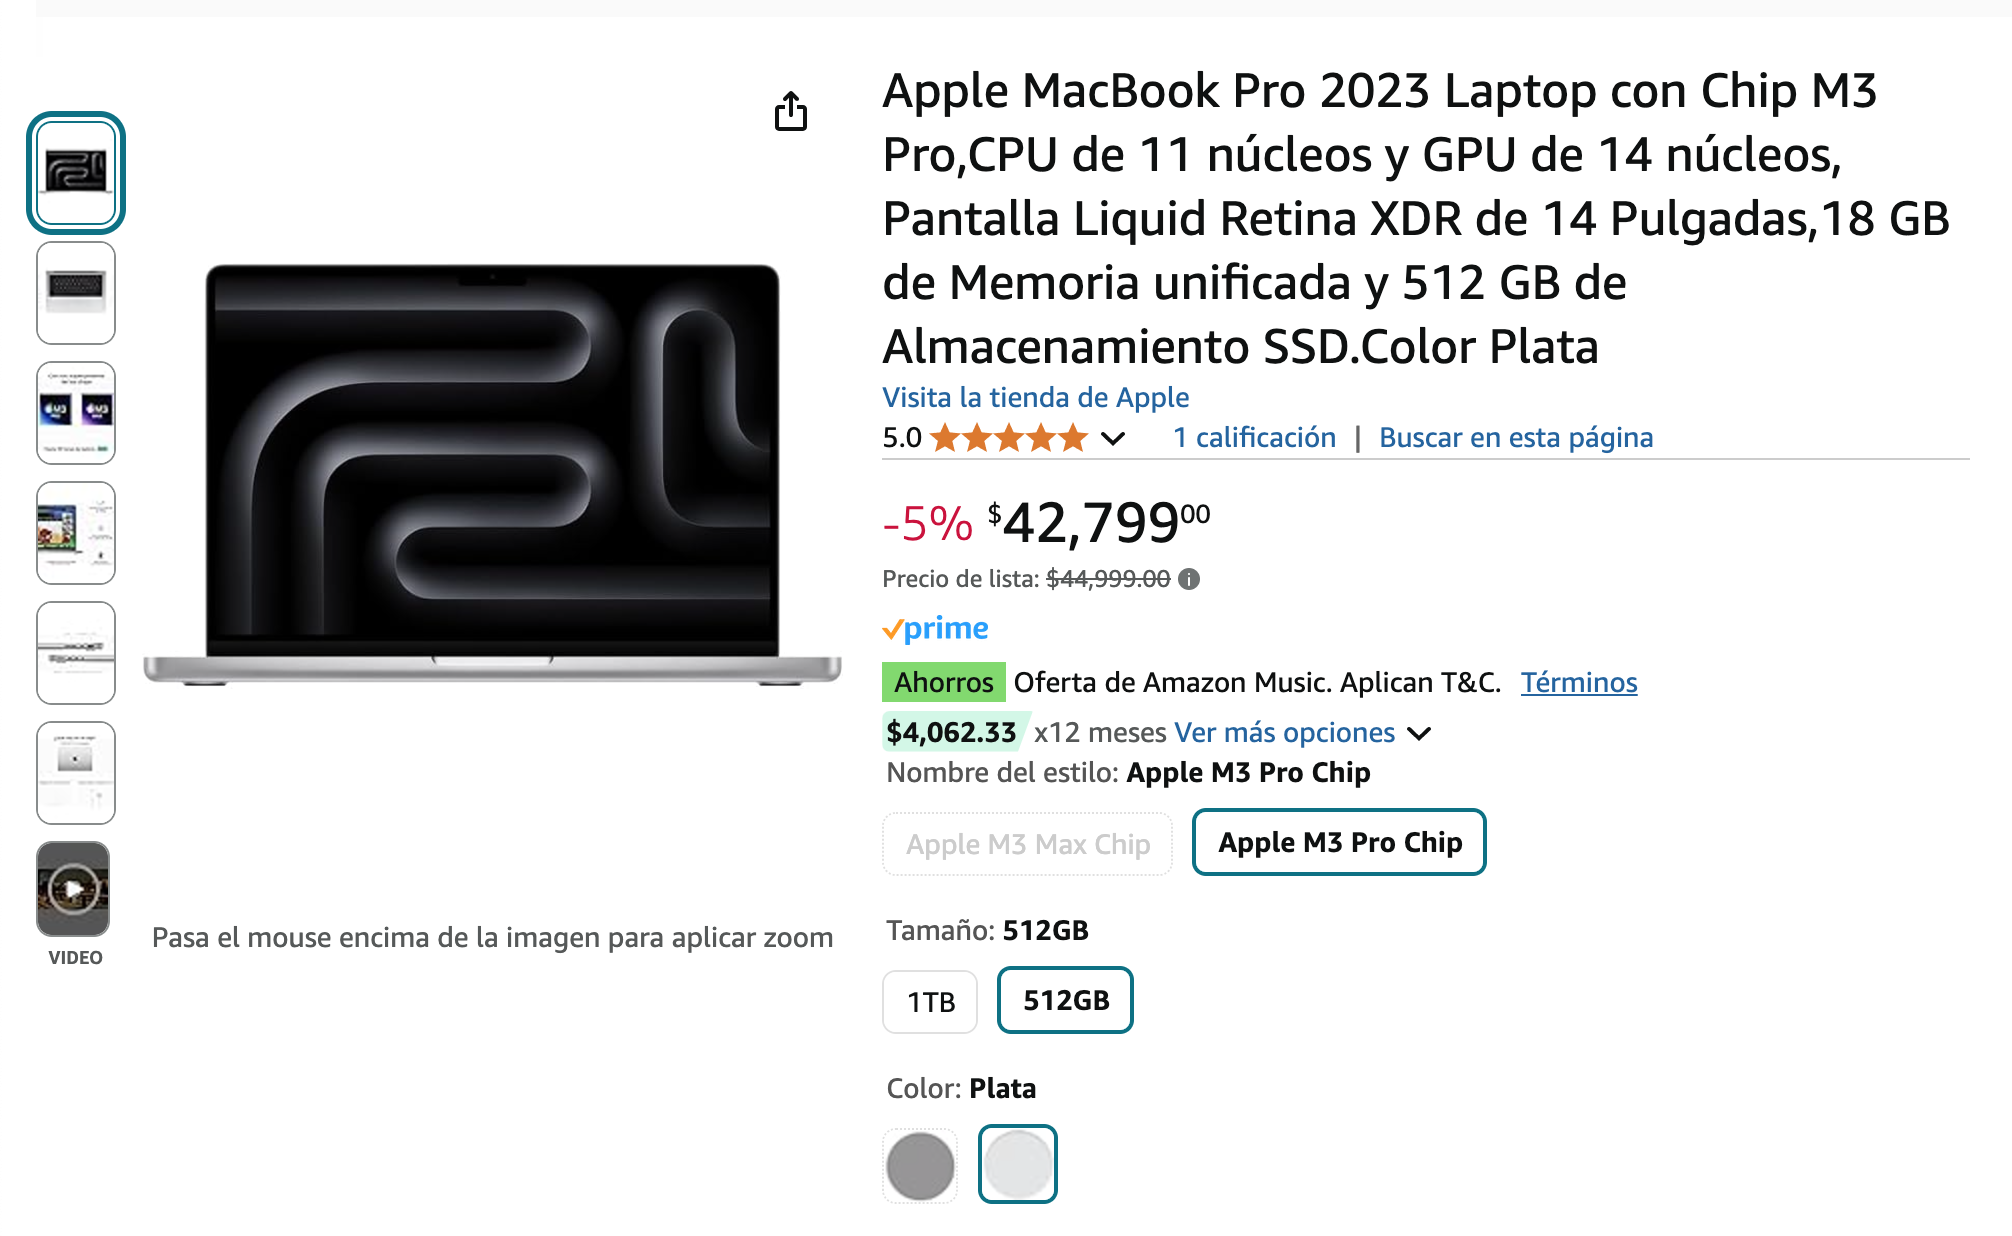 Apple MacBook Pro 2023 Laptop con Chip M3
Pro,CPU de 11 núcleos y GPU de 14 núcleos,
Pantalla Liquid Retina XDR de 14 Pulgadas,18 GB
de Memoria unificada y 512 GB de
Almacenamiento SSD.Color Plata
Visita la tienda de Apple
5.0 1 calificación | Buscar en esta página
-5% $42,79900
Precio de lista: $44,999.00
prime
Ahorros Oferta de Amazon Music. Aplican T&C. Términos
$4,062.33 x12 meses Ver más opciones
Nombre del estilo: Apple M3 Pro Chip
Apple M3 Max Chip Apple M3 Pro Chip
Tamaño: 512GB
1TB 512GB
Color: Plata
Pasa el mouse encima de la imagen para aplicar zoom
VIDEO